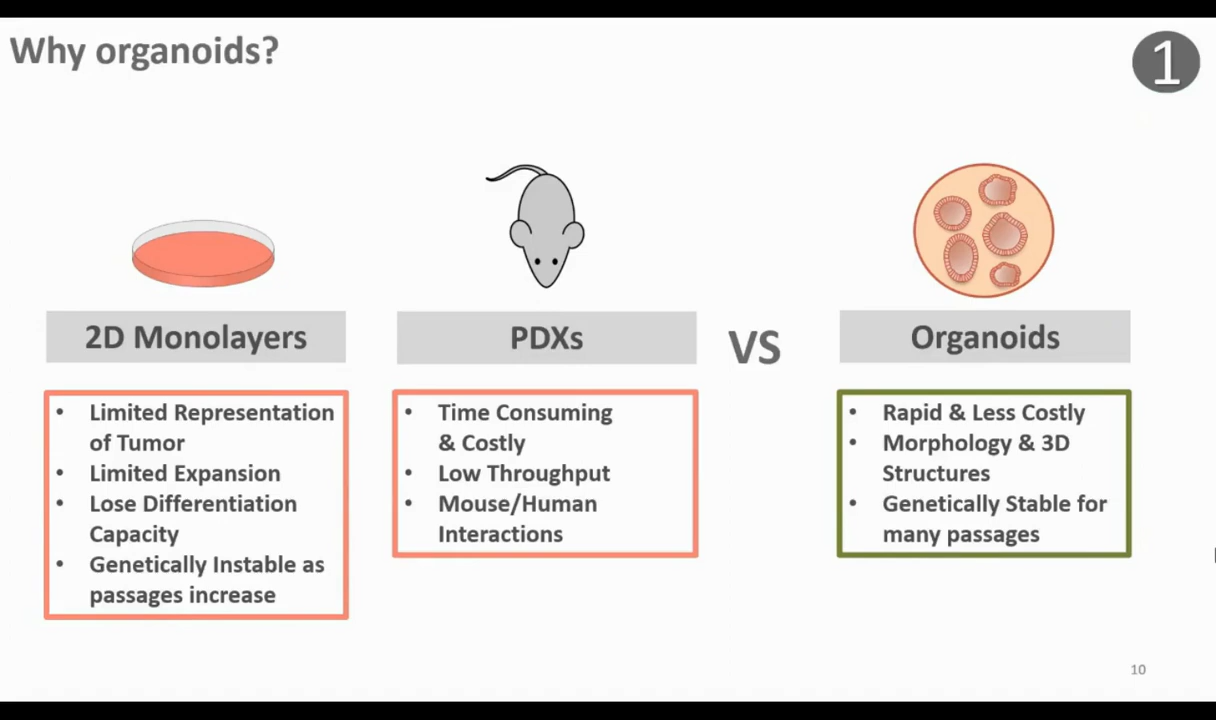 Why organoids?
1
2D Monolayers
• Limited Representation
of Tumor
• Limited Expansion
• Lose Differentiation
Capacity
• Genetically Instable as
passages increase
PDXs
• Time Consuming
& Costly
• Low Throughput
• Mouse/Human
Interactions
VS
Organoids
• Rapid & Less Costly
• Morphology & 3D
Structures
• Genetically Stable for
many passages
10